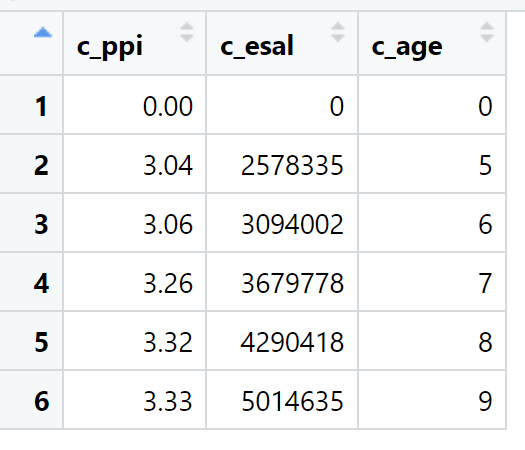 c_ppi c_esal c_age
1 0.00 0 0
2 3.04 2578335 5
3 3.06 3094002 6
4 3.26 3679778 7
5 3.32 4290418 8
6 3.33 5014635 9